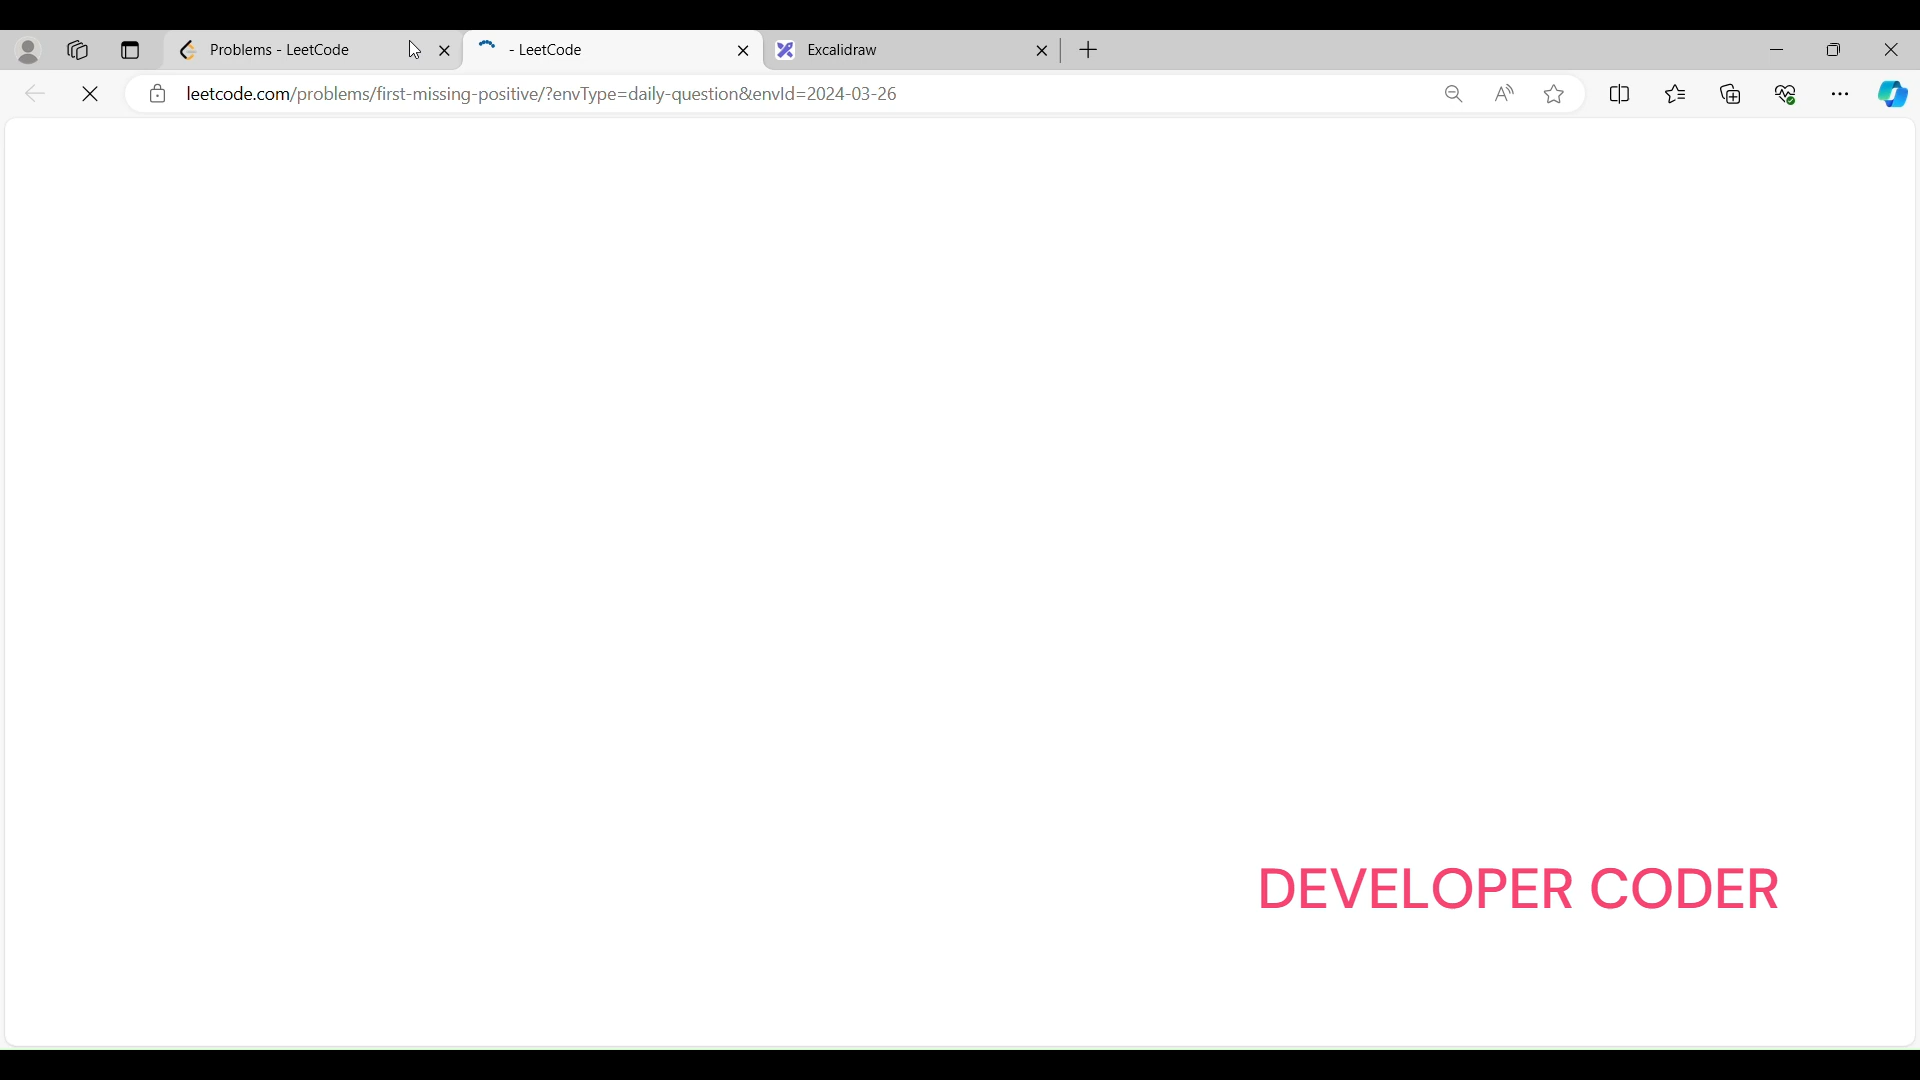 Problems - LeetCode
- LeetCode
Excalidraw
leetcode.com/problems/first-missing-positive/?envType=daily-question&envId=2024-03-26
DEVELOPER CODER